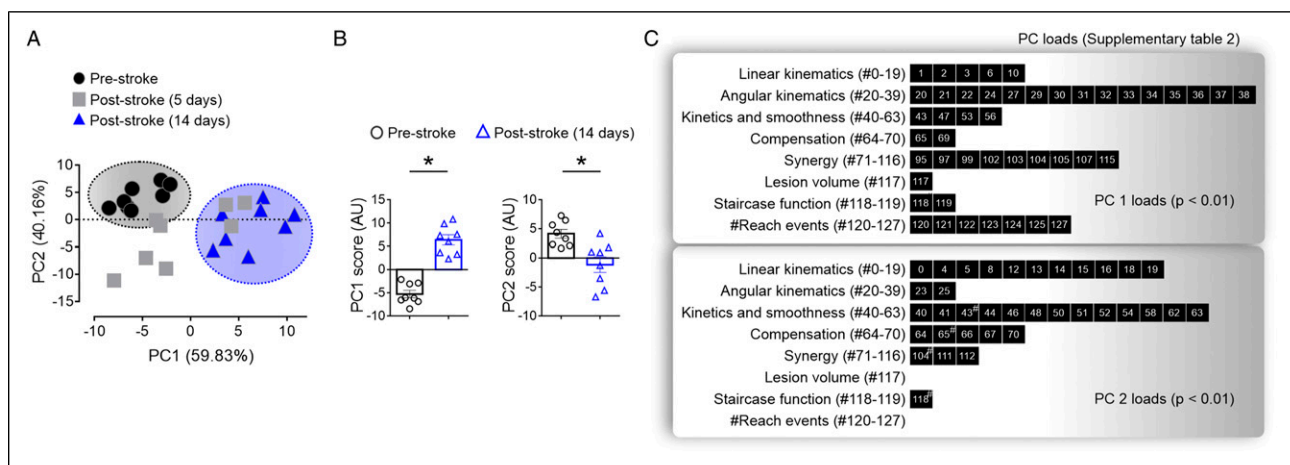 A
Pre-stroke
Post-stroke (5 days)
Post-stroke (14 days)
PC2 (40.16%)
10
5
0
-5
-10
-15
-10 -5 0 5 10
PC1 (59.83%)
B
Pre-stroke Post-stroke (14 days)
*
PC1 score (AU)
15
10
5
0
-5
-10
*
PC2 score (AU)
10
5
0
-5
-10
C
PC loads (Supplementary table 2)
Linear kinematics (#0-19) 1 2 3 6 10
Angular kinematics (#20-39) 20 21 22 24 27 29 30 31 32 33 34 35 36 37 38
Kinetics and smoothness (#40-63) 43 47 53 56
Compensation (#64-70) 65 69
Synergy (#71-116) 95 97 99 102 103 104 105 107 115
Lesion volume (#117) 117
Staircase function (#118-119) 118 119
#Reach events (#120-127) 120 121 122 123 124 125 127
PC 1 loads (p < 0.01)
Linear kinematics (#0-19) 0 4 5 8 12 13 14 15 16 18 19
Angular kinematics (#20-39) 23 25
Kinetics and smoothness (#40-63) 40 41 43# 44 46 48 50 51 52 54 58 62 63
Compensation (#64-70) 64 65# 66 67 70
Synergy (#71-116) 104# 111 112
Lesion volume (#117)
Staircase function (#118-119) 118#
#Reach events (#120-127)
PC 2 loads (p < 0.01)